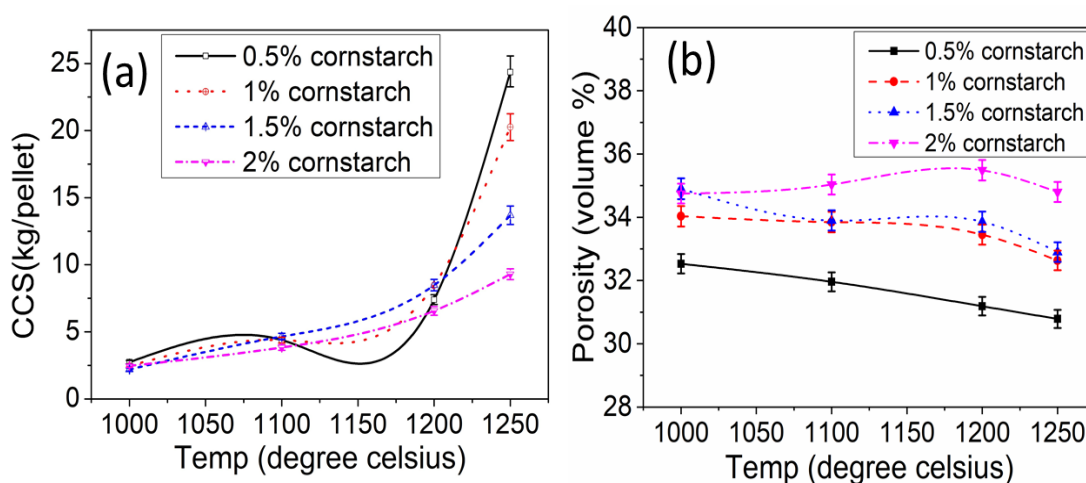 (a)
0.5% cornstarch
1% cornstarch
1.5% cornstarch
2% cornstarch
CCS(kg/pellet)
25
20
15
10
5
0
1000 1050 1100 1150 1200 1250
Temp (degree celsius)
(b)
0.5% cornstarch
1% cornstarch
1.5% cornstarch
2% cornstarch
Porosity (volume %)
40
38
36
34
32
30
28
1000 1050 1100 1150 1200 1250
Temp (degree celsius)